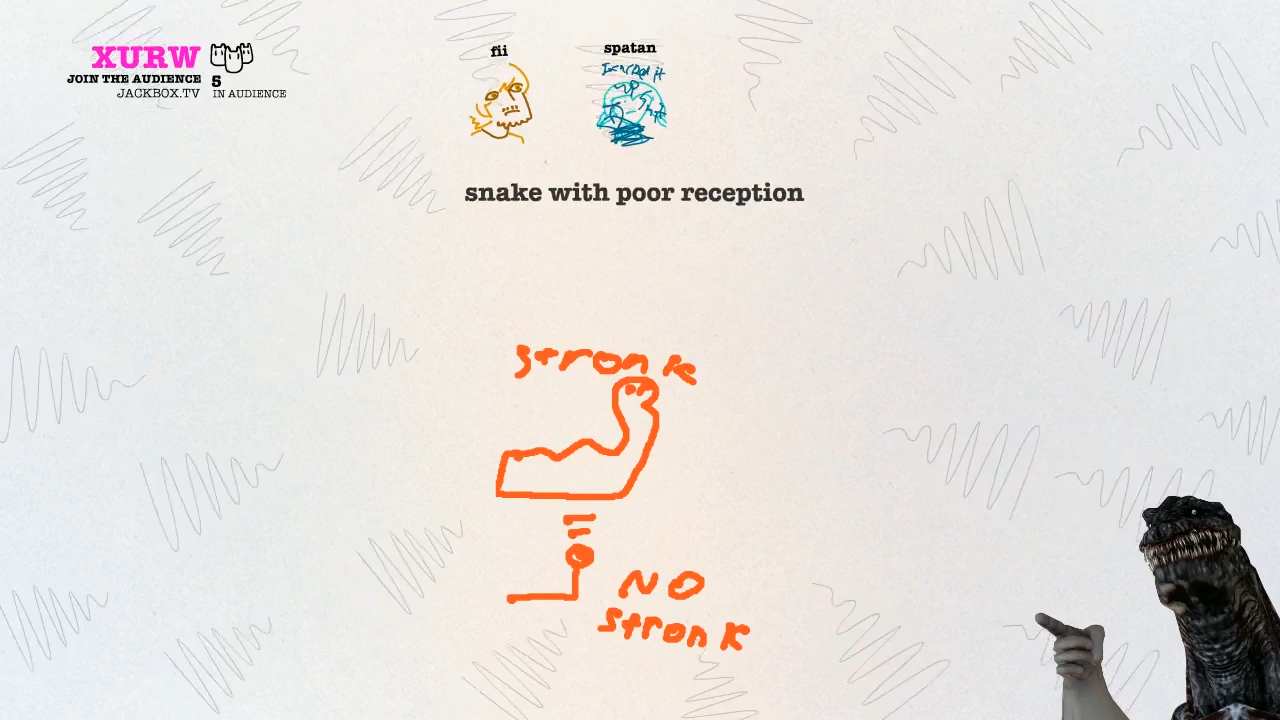 XURW
JOIN THE AUDIENCE 5
JACKBOX.TV IN AUDIENCE
fii
spatan
snake with poor reception
stronk
NO
stronk